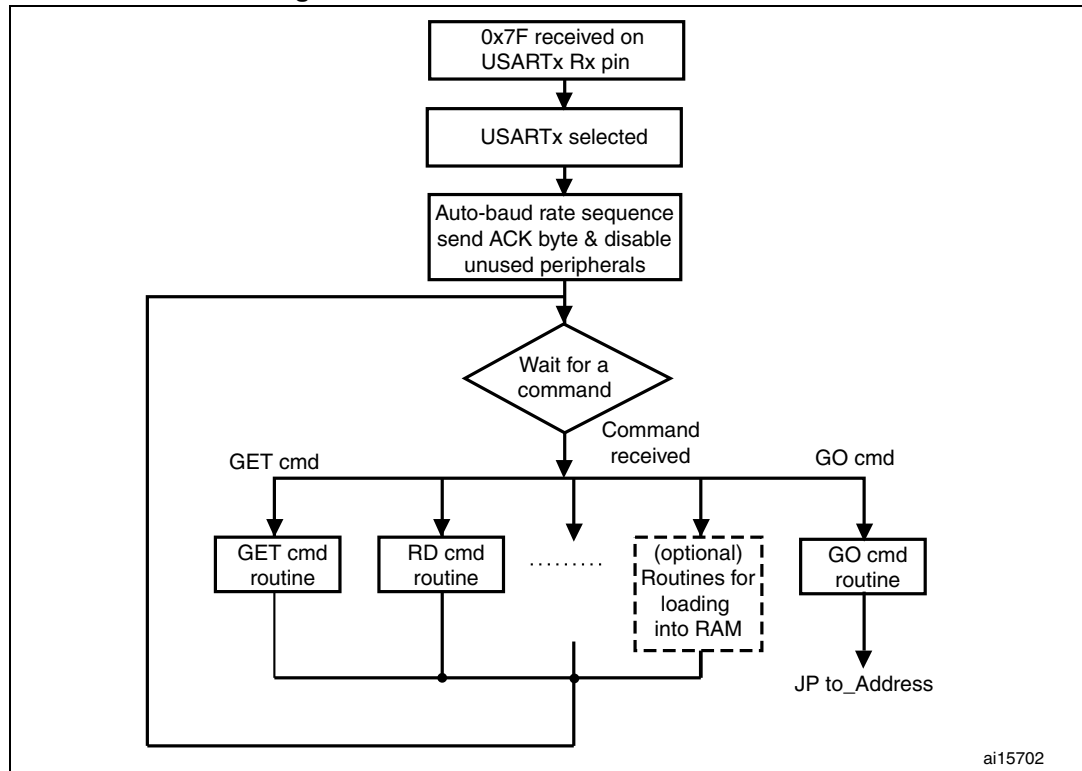 0x7F received on
USARTx Rx pin
USARTx selected
Auto-baud rate sequence
send ACK byte & disable
unused peripherals
Wait for a
command
Command
received
GET cmd
GO cmd
GET cmd
routine
RD cmd
routine
.........
(optional)
Routines for
loading
into RAM
GO cmd
routine
JP to_Address
ai15702